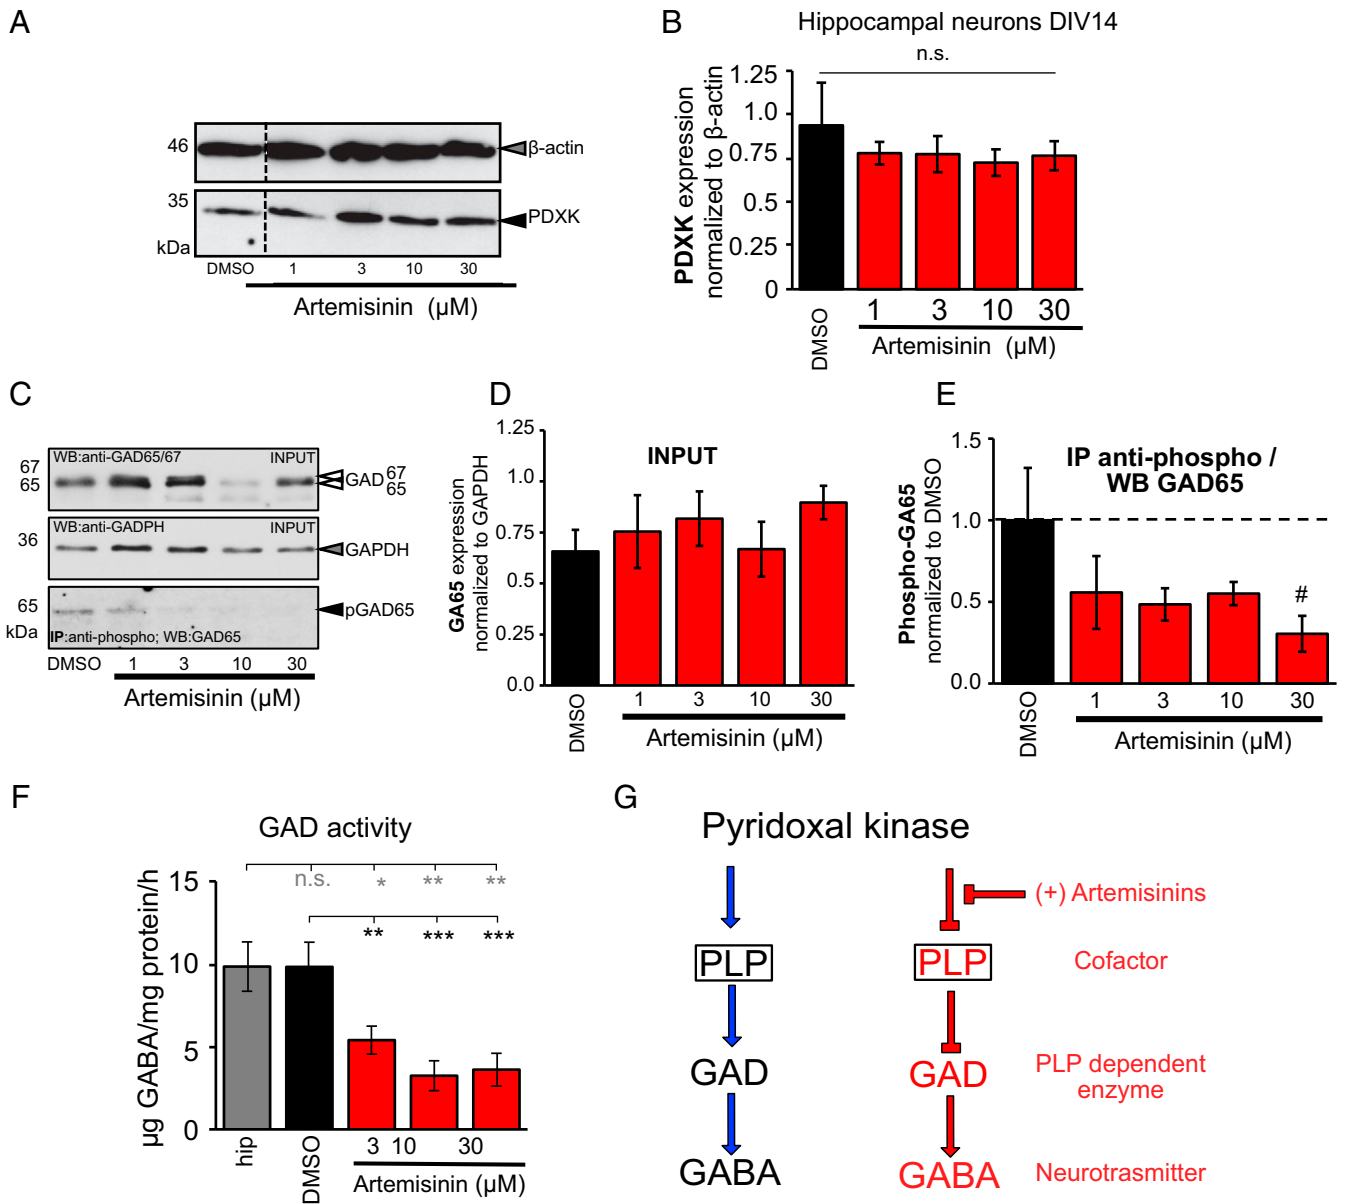 A
46
β-actin
35
PDXK
kDa
DMSO 1 3 10 30
Artemisinin (µM)
B
Hippocampal neurons DIV14
n.s.
PDXK expression
normalized to β-actin
1.25
1.0
0.75
0.5
0.25
0
DMSO
1 3 10 30
Artemisinin (µM)
C
WB:anti-GAD65/67 INPUT
67
65
GAD 67
65
WB:anti-GADPH INPUT
36
GAPDH
65
pGAD65
kDa
IP:anti-phospho; WB:GAD65
DMSO 1 3 10 30
Artemisinin (µM)
D
INPUT
GA65 expression
normalized to GAPDH
1.25
1.0
0.75
0.5
0.25
0.0
DMSO
1 3 10 30
Artemisinin (µM)
E
IP anti-phospho /
WB GAD65
Phospho-GA65
normalized to DMSO
1.5
1.0
0.5
0.0
#
DMSO
1 3 10 30
Artemisinin (µM)
F
GAD activity
n.s. * ** **
** *** ***
µg GABA/mg protein/h
15
10
5
0
hip
DMSO
3 10 30
Artemisinin (µM)
G
Pyridoxal kinase
(+) Artemisinins
PLP PLP Cofactor
GAD GAD PLP dependent
enzyme
GABA GABA Neurotrasmitter